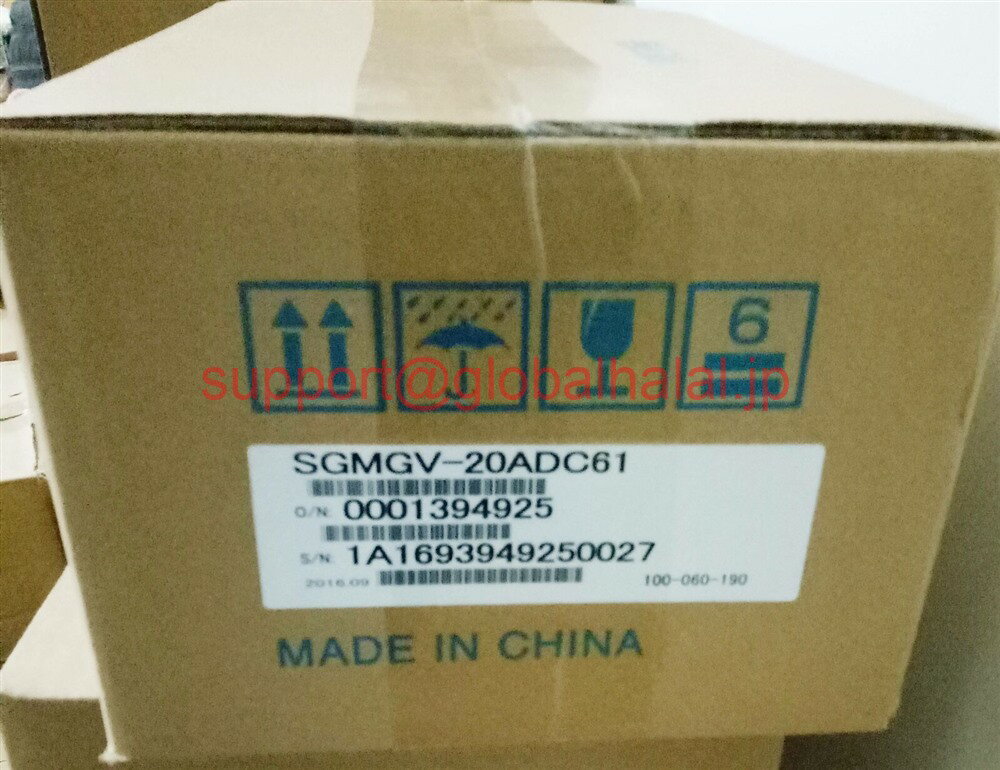 6
support@globalhalal.jp
SGMGV-20ADC61
O/N: 0001394925
S/N: 1A1693949250027
2016.09
100-060-190
MADE IN CHINA